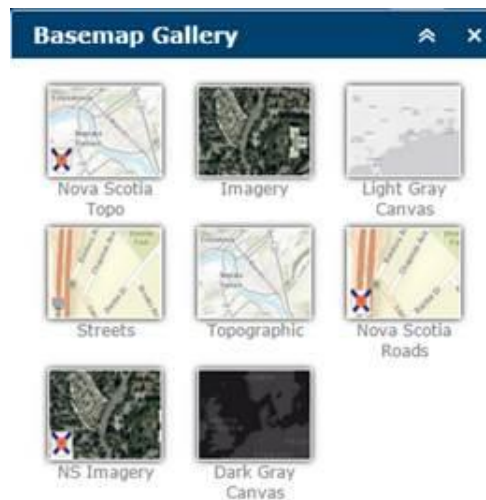 Basemap Gallery
Nova Scotia
Topo
Imagery
Light Gray
Canvas
Streets
Topographic
Nova Scotia
Roads
NS Imagery
Dark Gray
Canvas